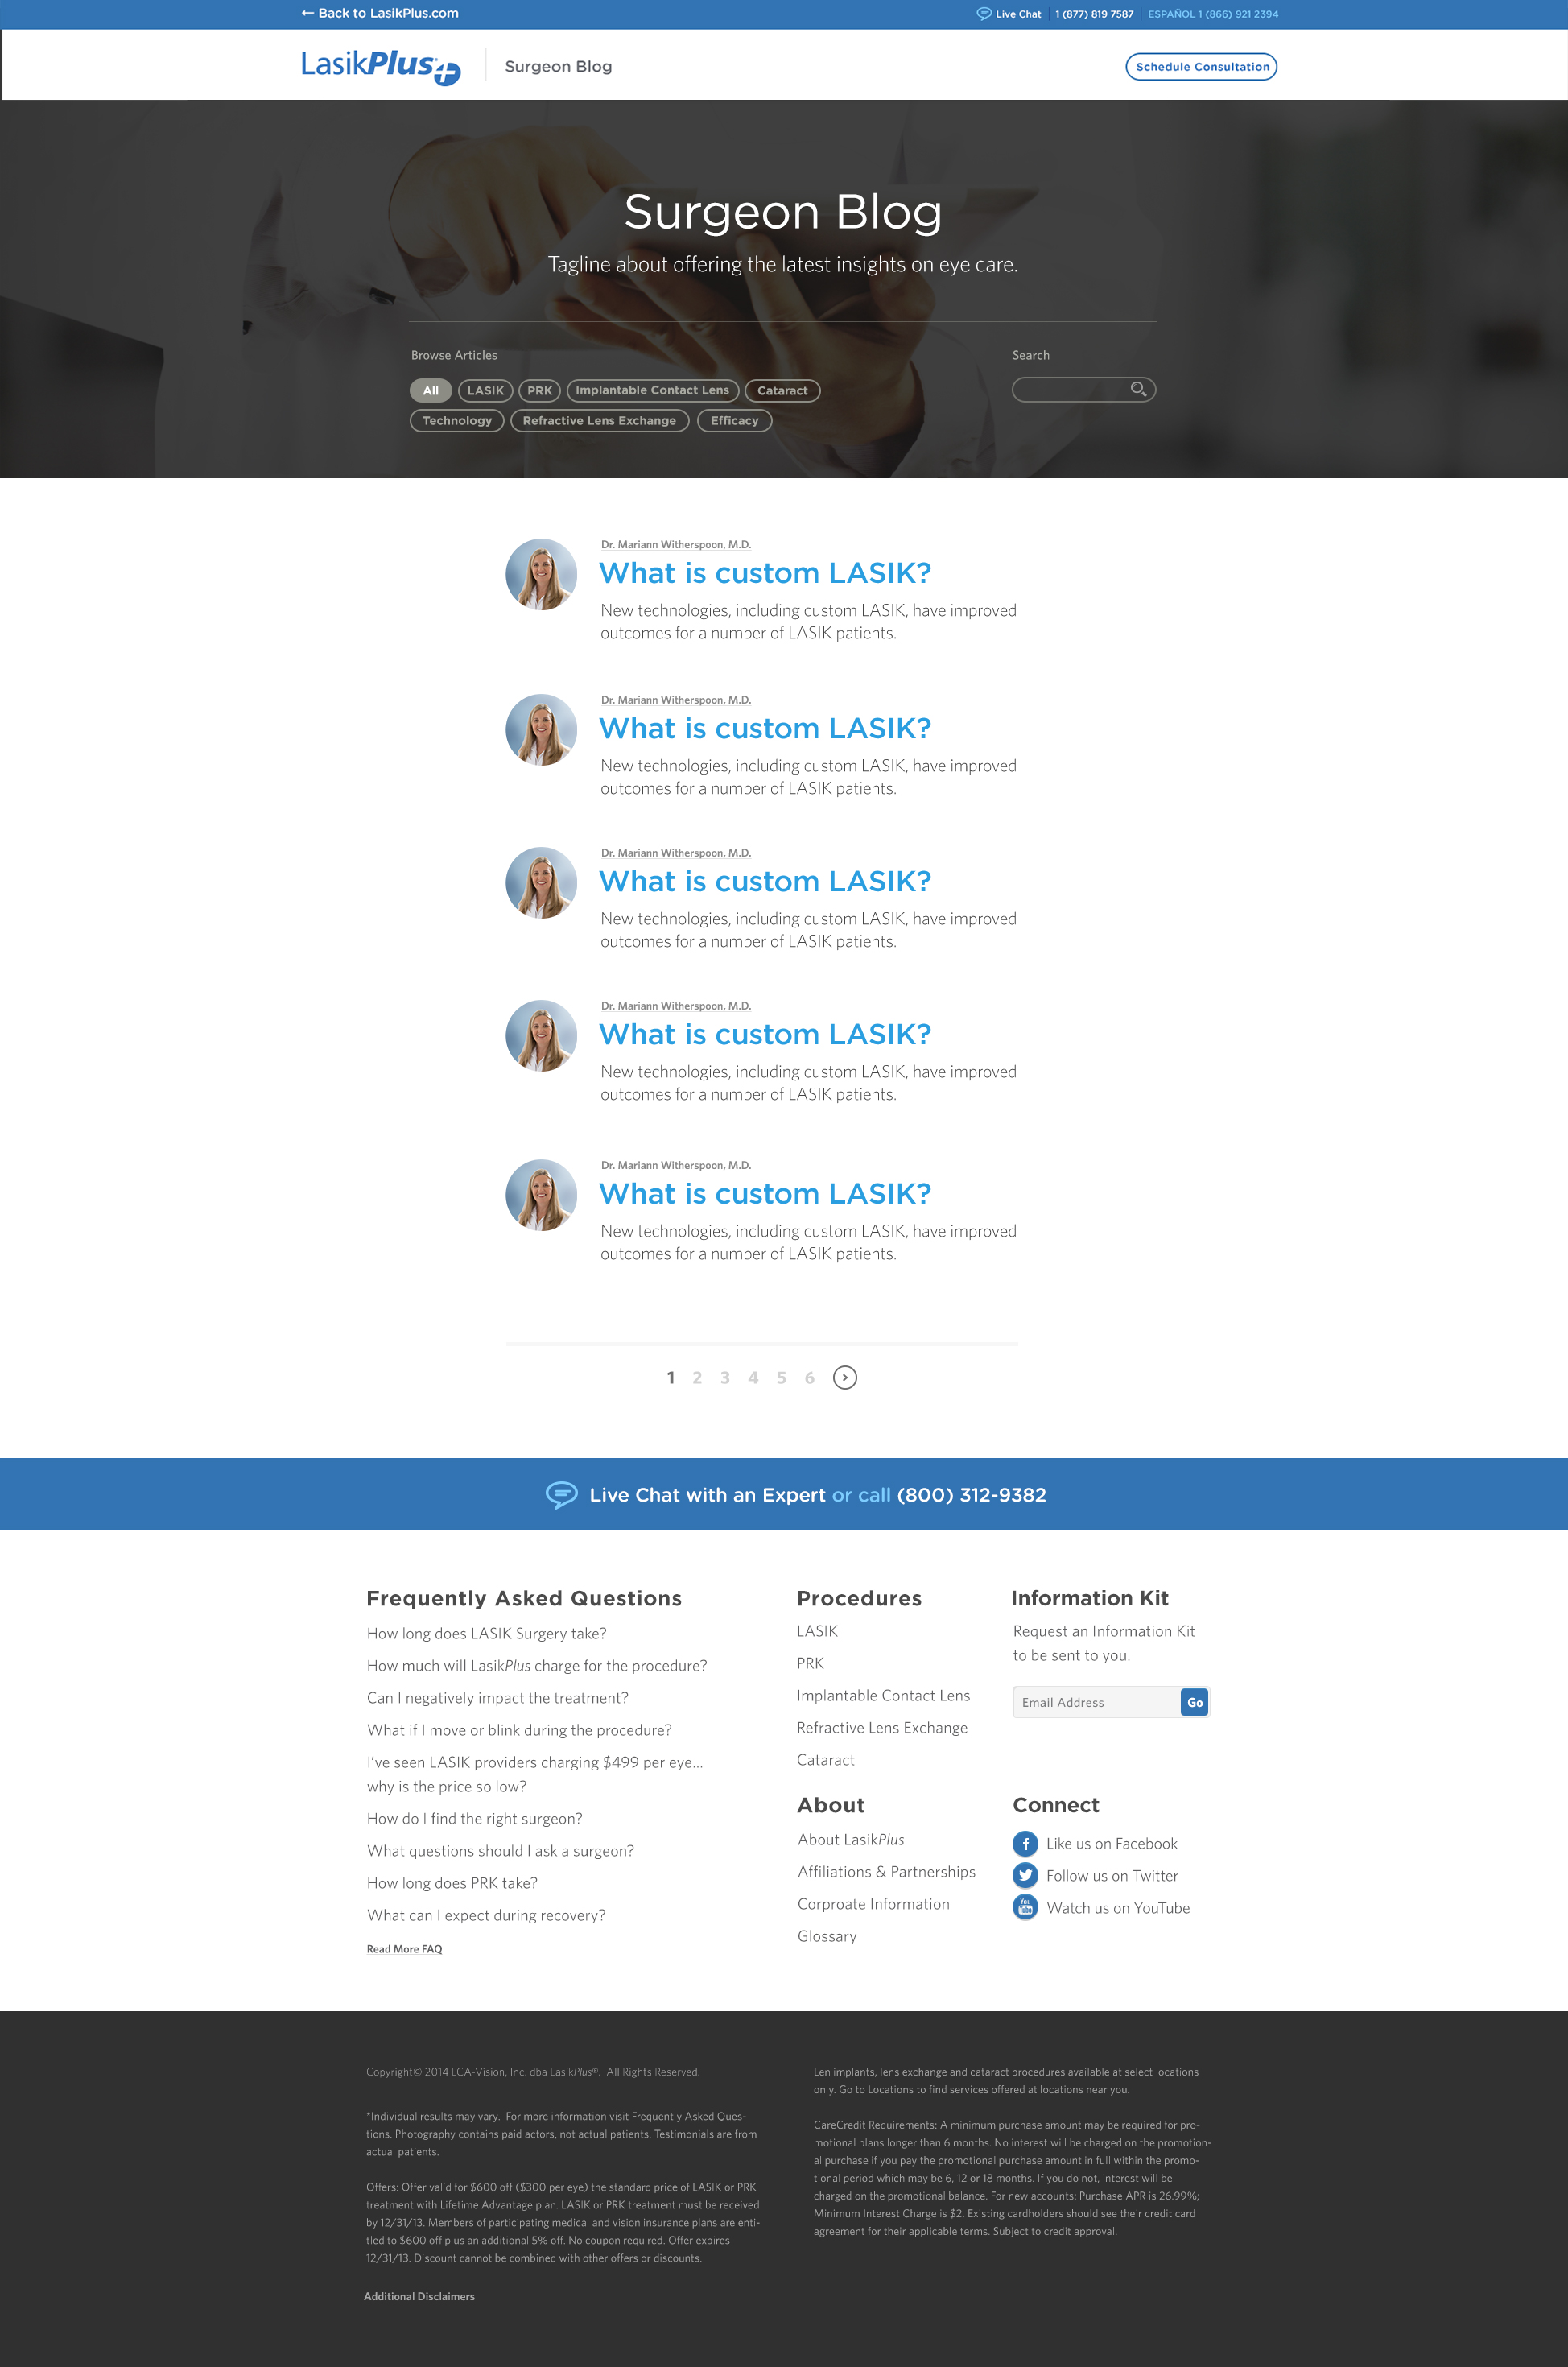 ← Back to LasikPlus.com
Live Chat
1 (877) 819 7587
ESPAÑOL 1 (866) 921 2394
LasikPlus+
Surgeon Blog
Schedule Consultation
Surgeon Blog
Tagline about offering the latest insights on eye care.
Browse Articles
Search
All
LASIK
PRK
Implantable Contact Lens
Cataract
Technology
Refractive Lens Exchange
Efficacy
Dr. Mariann Witherspoon, M.D.
What is custom LASIK?
New technologies, including custom LASIK, have improved
outcomes for a number of LASIK patients.
Dr. Mariann Witherspoon, M.D.
What is custom LASIK?
New technologies, including custom LASIK, have improved
outcomes for a number of LASIK patients.
Dr. Mariann Witherspoon, M.D.
What is custom LASIK?
New technologies, including custom LASIK, have improved
outcomes for a number of LASIK patients.
Dr. Mariann Witherspoon, M.D.
What is custom LASIK?
New technologies, including custom LASIK, have improved
outcomes for a number of LASIK patients.
Dr. Mariann Witherspoon, M.D.
What is custom LASIK?
New technologies, including custom LASIK, have improved
outcomes for a number of LASIK patients.
1 2 3 4 5 6 >
Live Chat with an Expert or call (800) 312-9382
Frequently Asked Questions
How long does LASIK Surgery take?
How much will LasikPlus charge for the procedure?
Can I negatively impact the treatment?
What if I move or blink during the procedure?
I've seen LASIK providers charging $499 per eye...
why is the price so low?
How do I find the right surgeon?
What questions should I ask a surgeon?
How long does PRK take?
What can I expect during recovery?
Read More FAQ
Procedures
LASIK
PRK
Implantable Contact Lens
Refractive Lens Exchange
Cataract
About
About LasikPlus
Affiliations & Partnerships
Corproate Information
Glossary
Information Kit
Request an Information Kit
to be sent to you.
Email Address
Go
Connect
f Like us on Facebook
Follow us on Twitter
You Tube Watch us on YouTube
Copyright© 2014 LCA-Vision, Inc. dba LasikPlus®. All Rights Reserved.
*Individual results may vary. For more information visit Frequently Asked Ques-
tions. Photography contains paid actors, not actual patients. Testimonials are from
actual patients.
Offers: Offer valid for $600 off ($300 per eye) the standard price of LASIK or PRK
treatment with Lifetime Advantage plan. LASIK or PRK treatment must be received
by 12/31/13. Members of participating medical and vision insurance plans are enti-
tled to $600 off plus an additional 5% off. No coupon required. Offer expires
12/31/13. Discount cannot be combined with other offers or discounts.
Additional Disclaimers
Len implants, lens exchange and cataract procedures available at select locations
only. Go to Locations to find services offered at locations near you.
CareCredit Requirements: A minimum purchase amount may be required for pro-
motional plans longer than 6 months. No interest will be charged on the promotion-
al purchase if you pay the promotional purchase amount in full within the promo-
tional period which may be 6, 12 or 18 months. If you do not, interest will be
charged on the promotional balance. For new accounts: Purchase APR is 26.99%;
Minimum Interest Charge is $2. Existing cardholders should see their credit card
agreement for their applicable terms. Subject to credit approval.